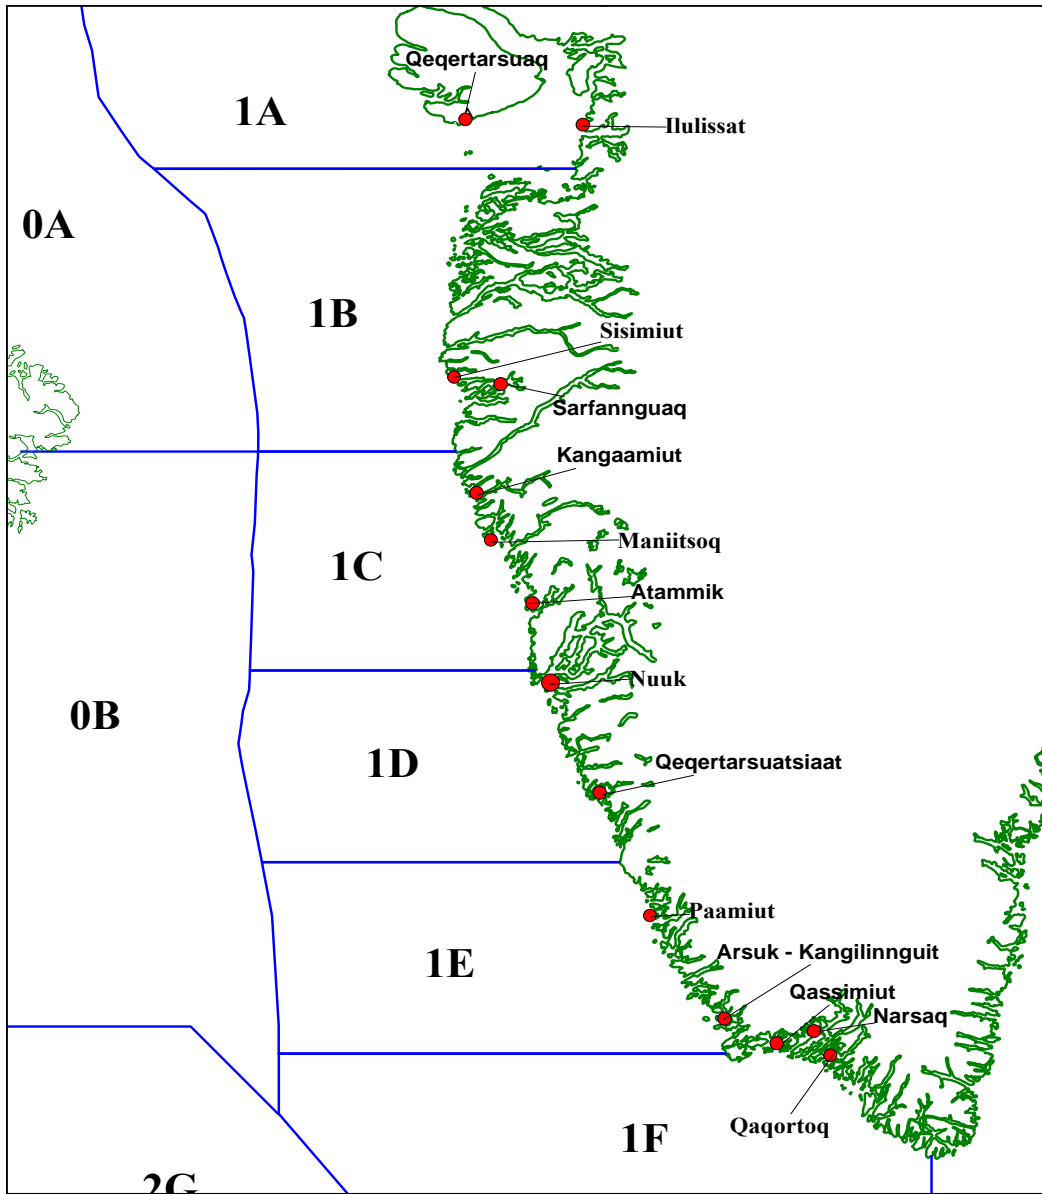 Qeqertarsuaq
1A
Ilulissat
0A
1B
Sisimiut
Sarfannguaq
Kangaamiut
Maniitsoq
1C
Atammik
Nuuk
0B
1D
Qeqertarsuatsiaat
Paamiut
1E
Arsuk - Kangilinnguit
Qassimiut
Narsaq
Qaqortoq
1F
2G